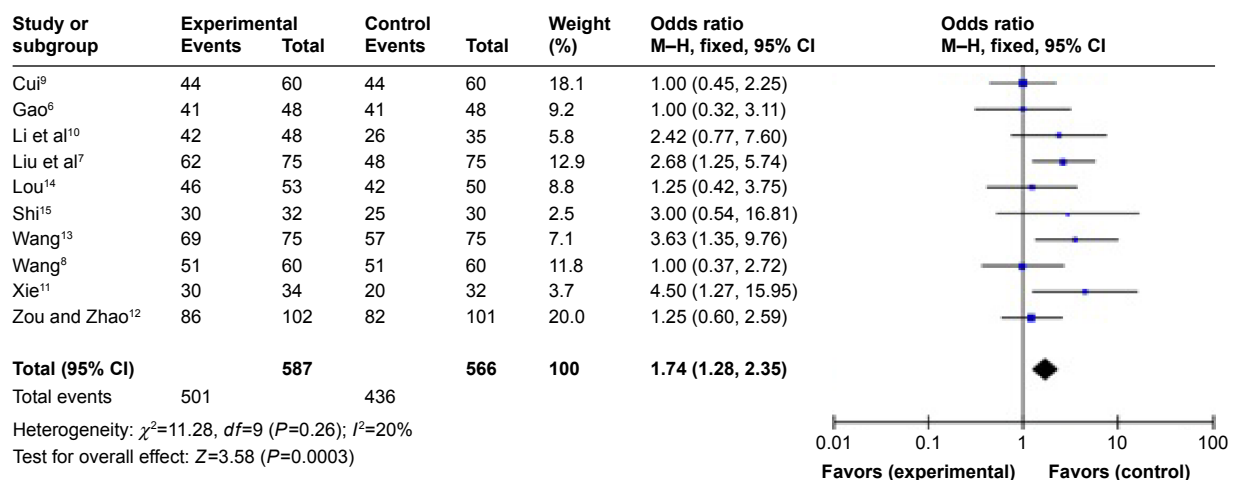 Study or subgroup Experimental Events Total Control Events Total Weight (%) Odds ratio M–H, fixed, 95% CI Odds ratio M–H, fixed, 95% CI
Cui⁹ 44 60 44 60 18.1 1.00 (0.45, 2.25)
Gao⁶ 41 48 41 48 9.2 1.00 (0.32, 3.11)
Li et al¹⁰ 42 48 26 35 5.8 2.42 (0.77, 7.60)
Liu et al⁷ 62 75 48 75 12.9 2.68 (1.25, 5.74)
Lou¹⁴ 46 53 42 50 8.8 1.25 (0.42, 3.75)
Shi¹⁵ 30 32 25 30 2.5 3.00 (0.54, 16.81)
Wang¹³ 69 75 57 75 7.1 3.63 (1.35, 9.76)
Wang⁸ 51 60 51 60 11.8 1.00 (0.37, 2.72)
Xie¹¹ 30 34 20 32 3.7 4.50 (1.27, 15.95)
Zou and Zhao¹² 86 102 82 101 20.0 1.25 (0.60, 2.59)
Total (95% CI) 587 566 100 1.74 (1.28, 2.35)
Total events 501 436
Heterogeneity: χ²=11.28, df=9 (P=0.26); I²=20%
Test for overall effect: Z=3.58 (P=0.0003)
0.01 0.1 1 10 100
Favors (experimental) Favors (control)